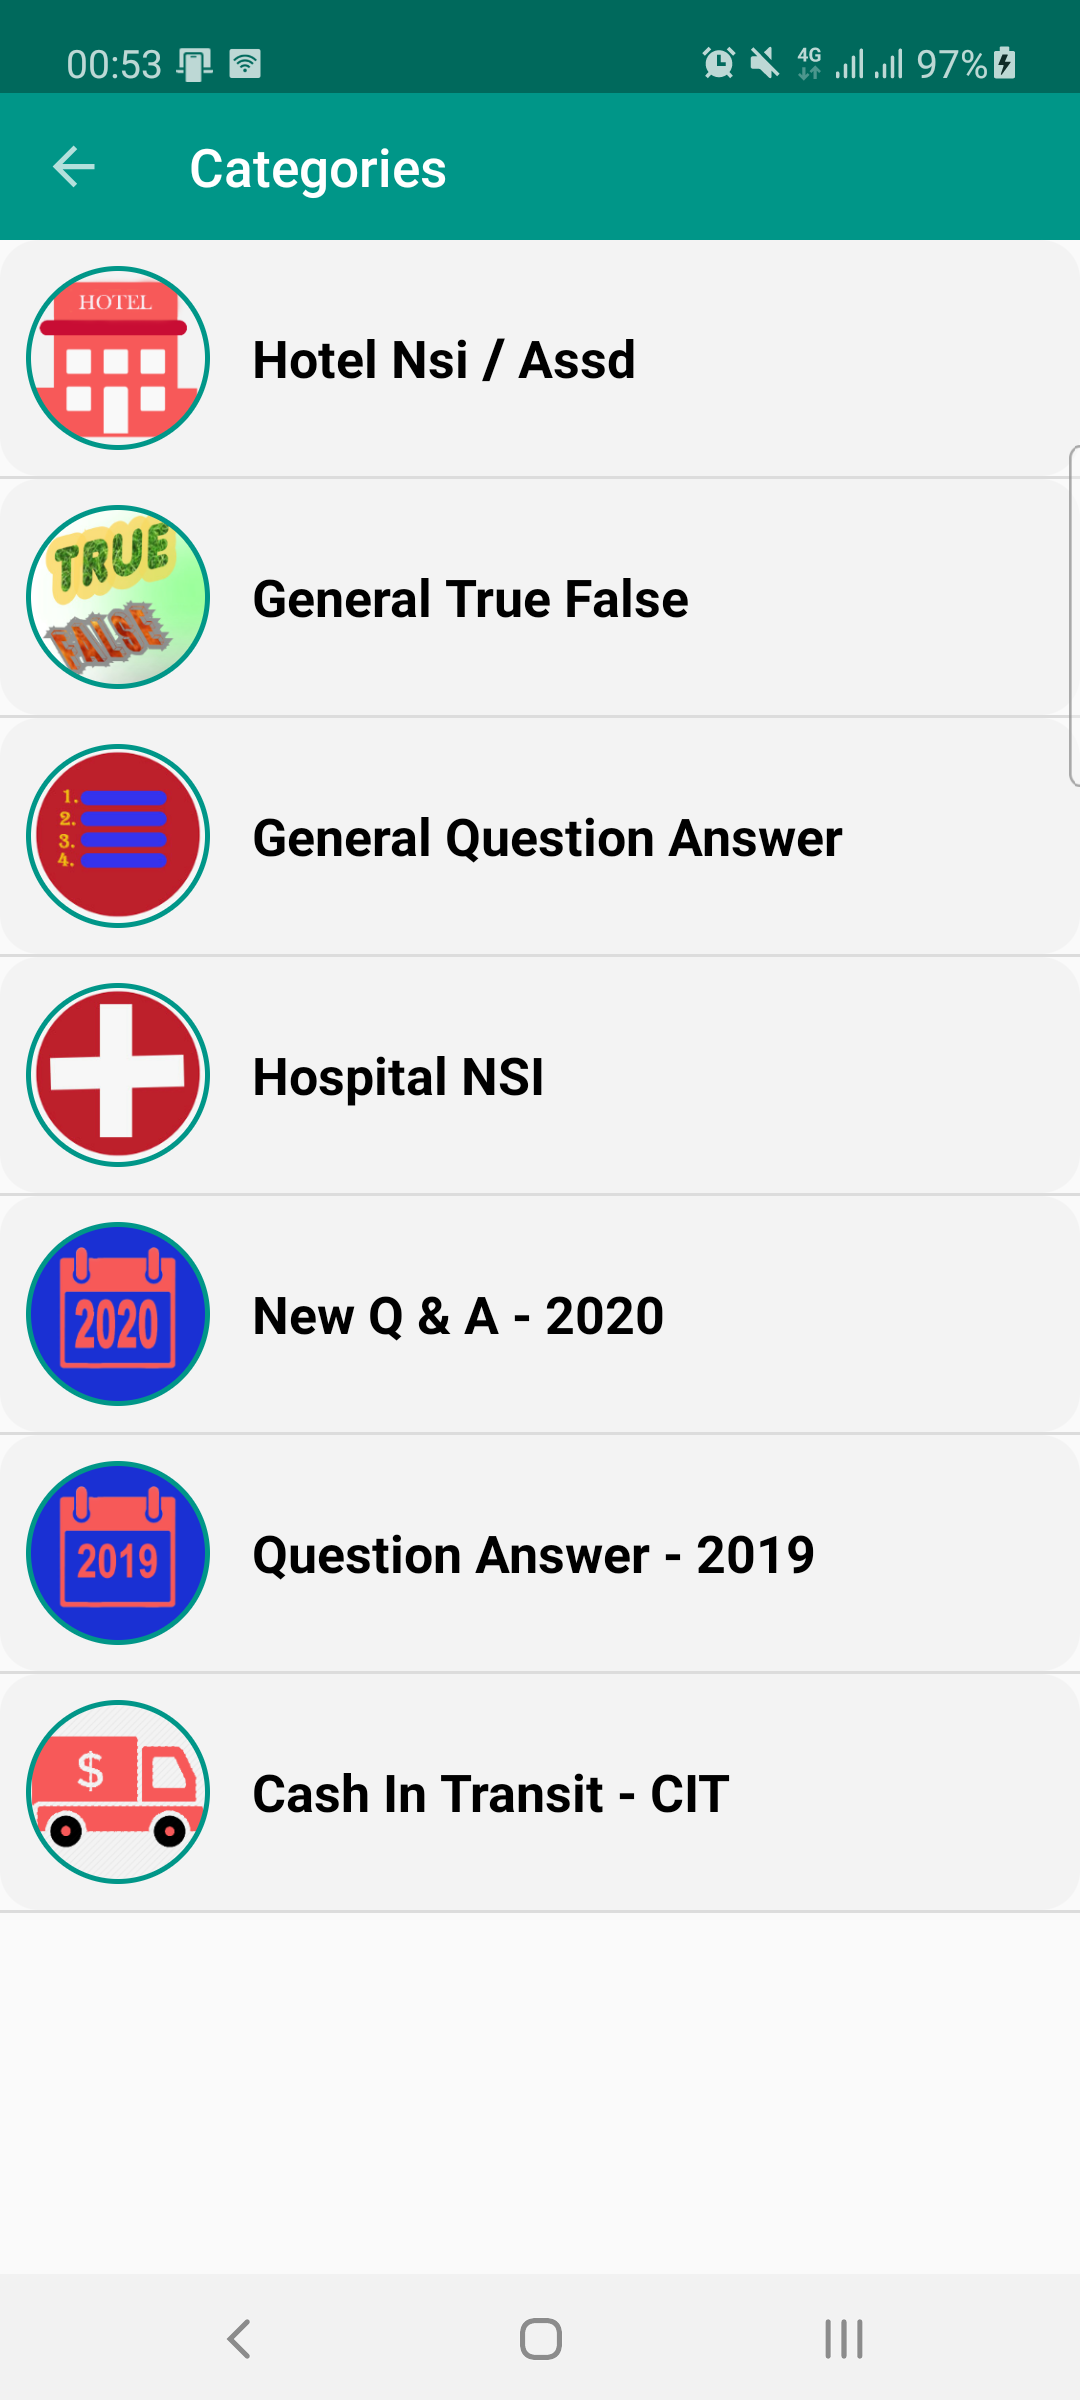 00:53 4G 97%
Categories
HOTEL
Hotel Nsi / Assd
TRUE
FALSE
General True False
1.
2.
3.
4.
General Question Answer
Hospital NSI
2020
New Q & A - 2020
2019
Question Answer - 2019
$
Cash In Transit - CIT